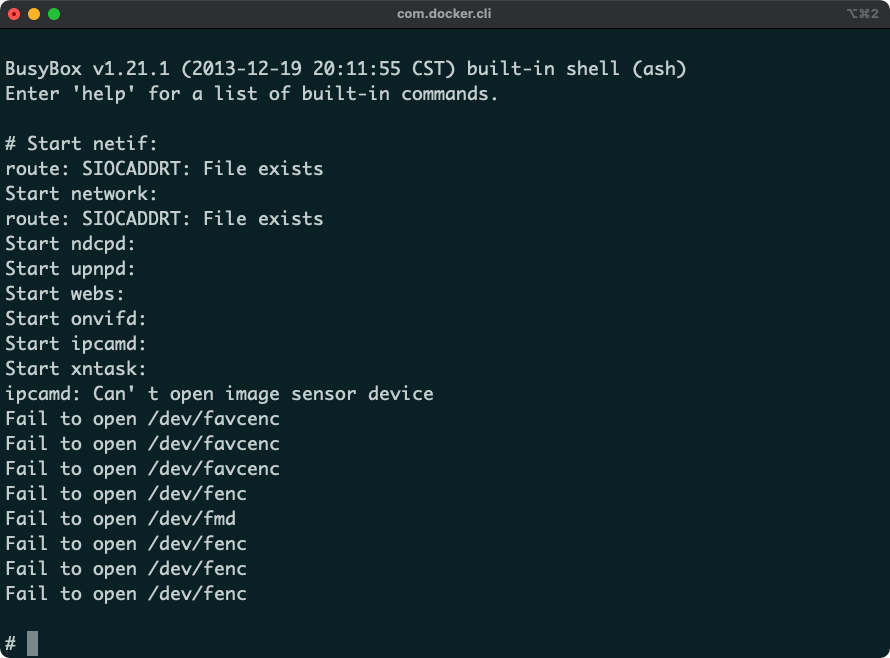 com.docker.cli
⌥⌘2
BusyBox v1.21.1 (2013-12-19 20:11:55 CST) built-in shell (ash)
Enter 'help' for a list of built-in commands.
# Start netif:
route: SIOCADDRT: File exists
Start network:
route: SIOCADDRT: File exists
Start ndcpd:
Start upnpd:
Start webs:
Start onvifd:
Start ipcamd:
Start xntask:
ipcamd: Can' t open image sensor device
Fail to open /dev/favcenc
Fail to open /dev/favcenc
Fail to open /dev/favcenc
Fail to open /dev/fenc
Fail to open /dev/fmd
Fail to open /dev/fenc
Fail to open /dev/fenc
Fail to open /dev/fenc
#